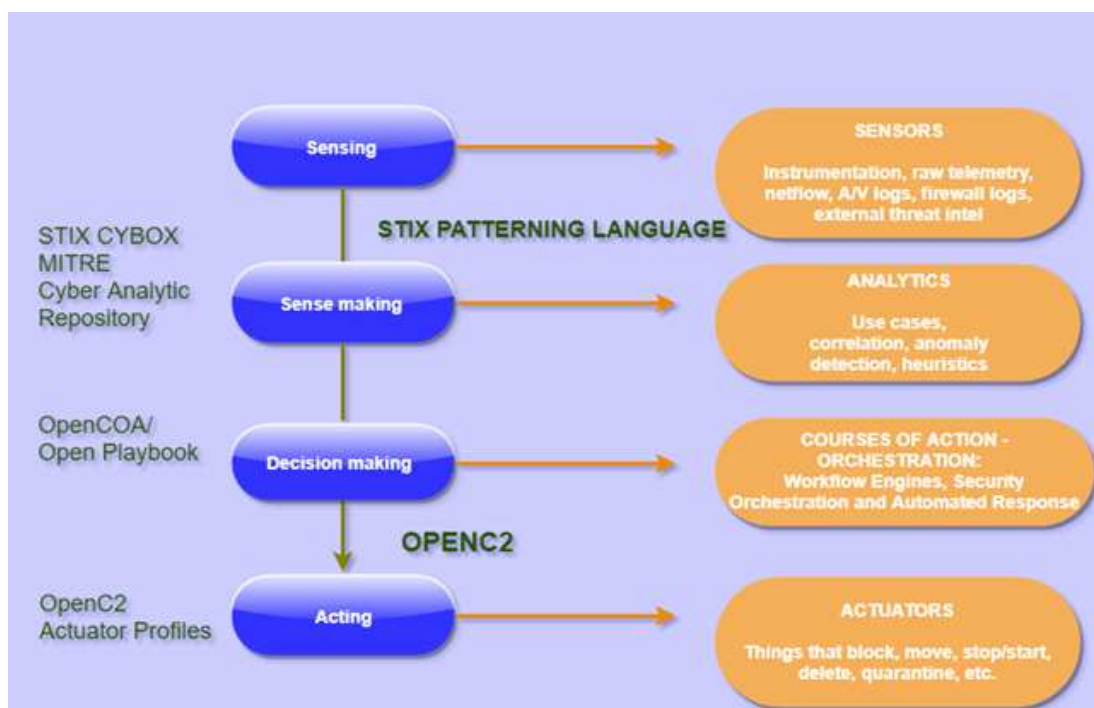 Sensing
SENSORS
Instrumentation, raw telemetry,
netflow, A/V logs, firewall logs,
external threat intel
STIX PATTERNING LANGUAGE
STIX CYBOX
MITRE
Cyber Analytic
Repository
Sense making
ANALYTICS
Use cases,
correlation, anomaly
detection, heuristics
OpenCOA/
Open Playbook
Decision making
COURSES OF ACTION -
ORCHESTRATION:
Workflow Engines, Security
Orchestration and Automated Response
OPENC2
OpenC2
Actuator Profiles
Acting
ACTUATORS
Things that block, move, stop/start,
delete, quarantine, etc.